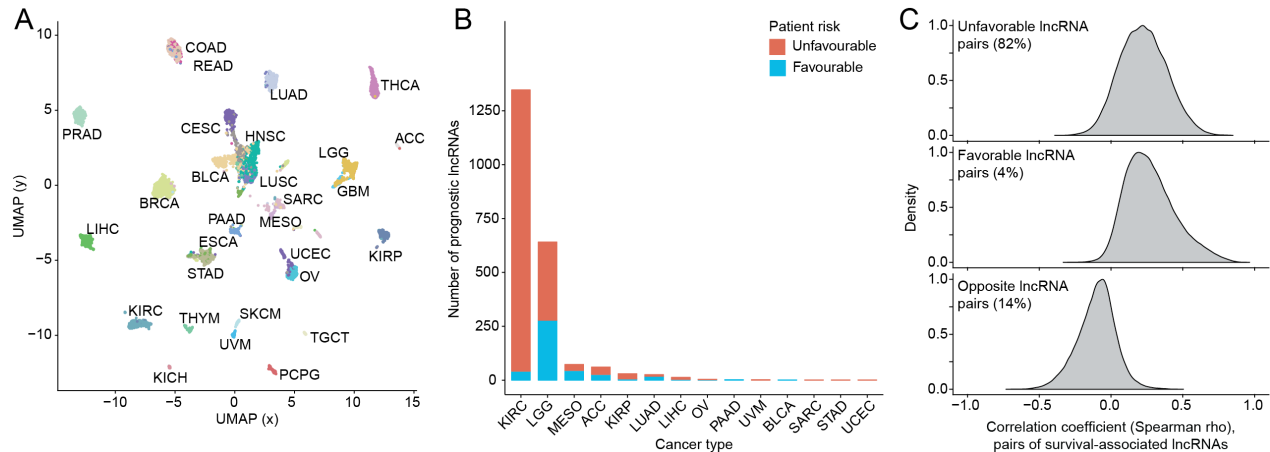 A
10
5
0
−5
−10
UMAP (y)
COAD
READ
LUAD
THCA
PRAD
CESC
HNSC
ACC
LGG
BLCA
LUSC
GBM
BRCA
SARC
PAAD
MESO
LIHC
ESCA
UCEC
KIRP
STAD
OV
KIRC
THYM
SKCM
UVM
TGCT
KICH
PCPG
−10
−5
0
5
10
15
UMAP (x)
B
Patient risk
Unfavourable
Favourable
Number of prognostic lncRNAs
1250
1000
750
500
250
0
KIRC
LGG
MESO
ACC
KIRP
LUAD
LIHC
OV
PAAD
UVM
BLCA
SARC
STAD
UCEC
Cancer type
C
Density
1.0
0.5
0.0
Unfavorable lncRNA
pairs (82%)
1.0
0.5
0.0
Favorable lncRNA
pairs (4%)
1.0
0.5
0.0
Opposite lncRNA
pairs (14%)
−1.0
−0.5
0.0
0.5
1.0
Correlation coefficient (Spearman rho),
pairs of survival-associated lncRNAs